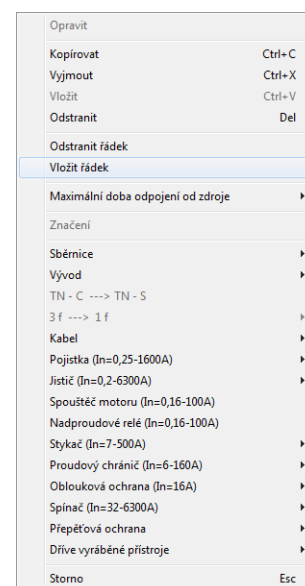 Opravit
Kopírovat Ctrl+C
Vyjmout Ctrl+X
Vložit Ctrl+V
Odstranit Del
Odstranit řádek
Vložit řádek
Maximální doba odpojení od zdroje
Značení
Sběrnice
Vývod
TN - C ---> TN - S
3 f ---> 1 f
Kabel
Pojistka (In=0,25-1600A)
Jistič (In=0,2-6300A)
Spouštěč motoru (In=0,16-100A)
Nadproudové relé (In=0,16-100A)
Stykač (In=7-500A)
Proudový chránič (In=6-160A)
Oblouková ochrana (In=16A)
Spínač (In=32-6300A)
Přepěťová ochrana
Dříve vyráběné přístroje
Storno Esc